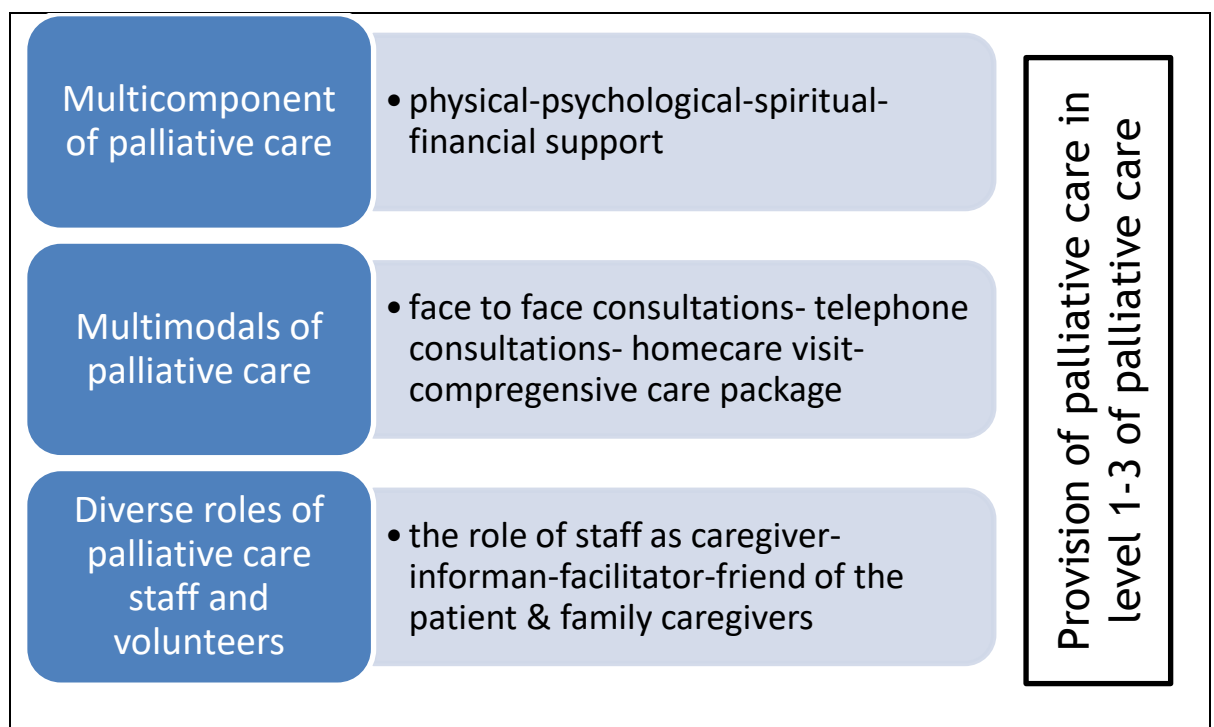 Multicomponent
of palliative care
• physical-psychological-spiritual-
financial support
Multimodals of
palliative care
• face to face consultations- telephone
consultations- homecare visit-
compregensive care package
Diverse roles of
palliative care
staff and
volunteers
• the role of staff as caregiver-
informan-facilitator-friend of the
patient & family caregivers
Provision of palliative care in
level 1-3 of palliative care